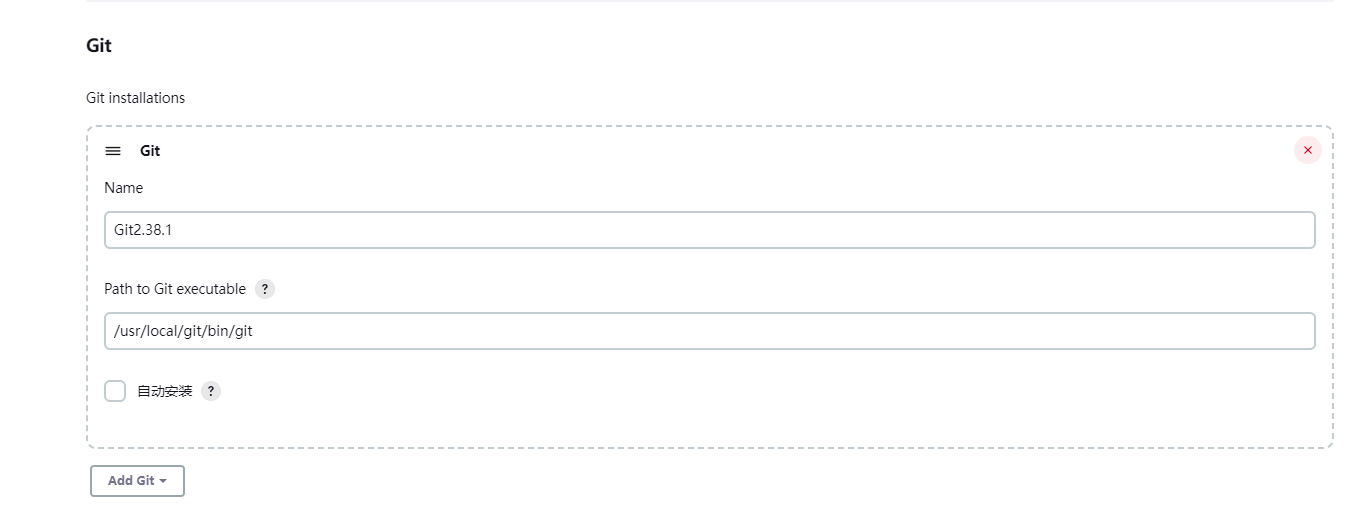 Git
Git installations
Git
Name
Git2.38.1
Path to Git executable ?
/usr/local/git/bin/git
自动安装 ?
Add Git